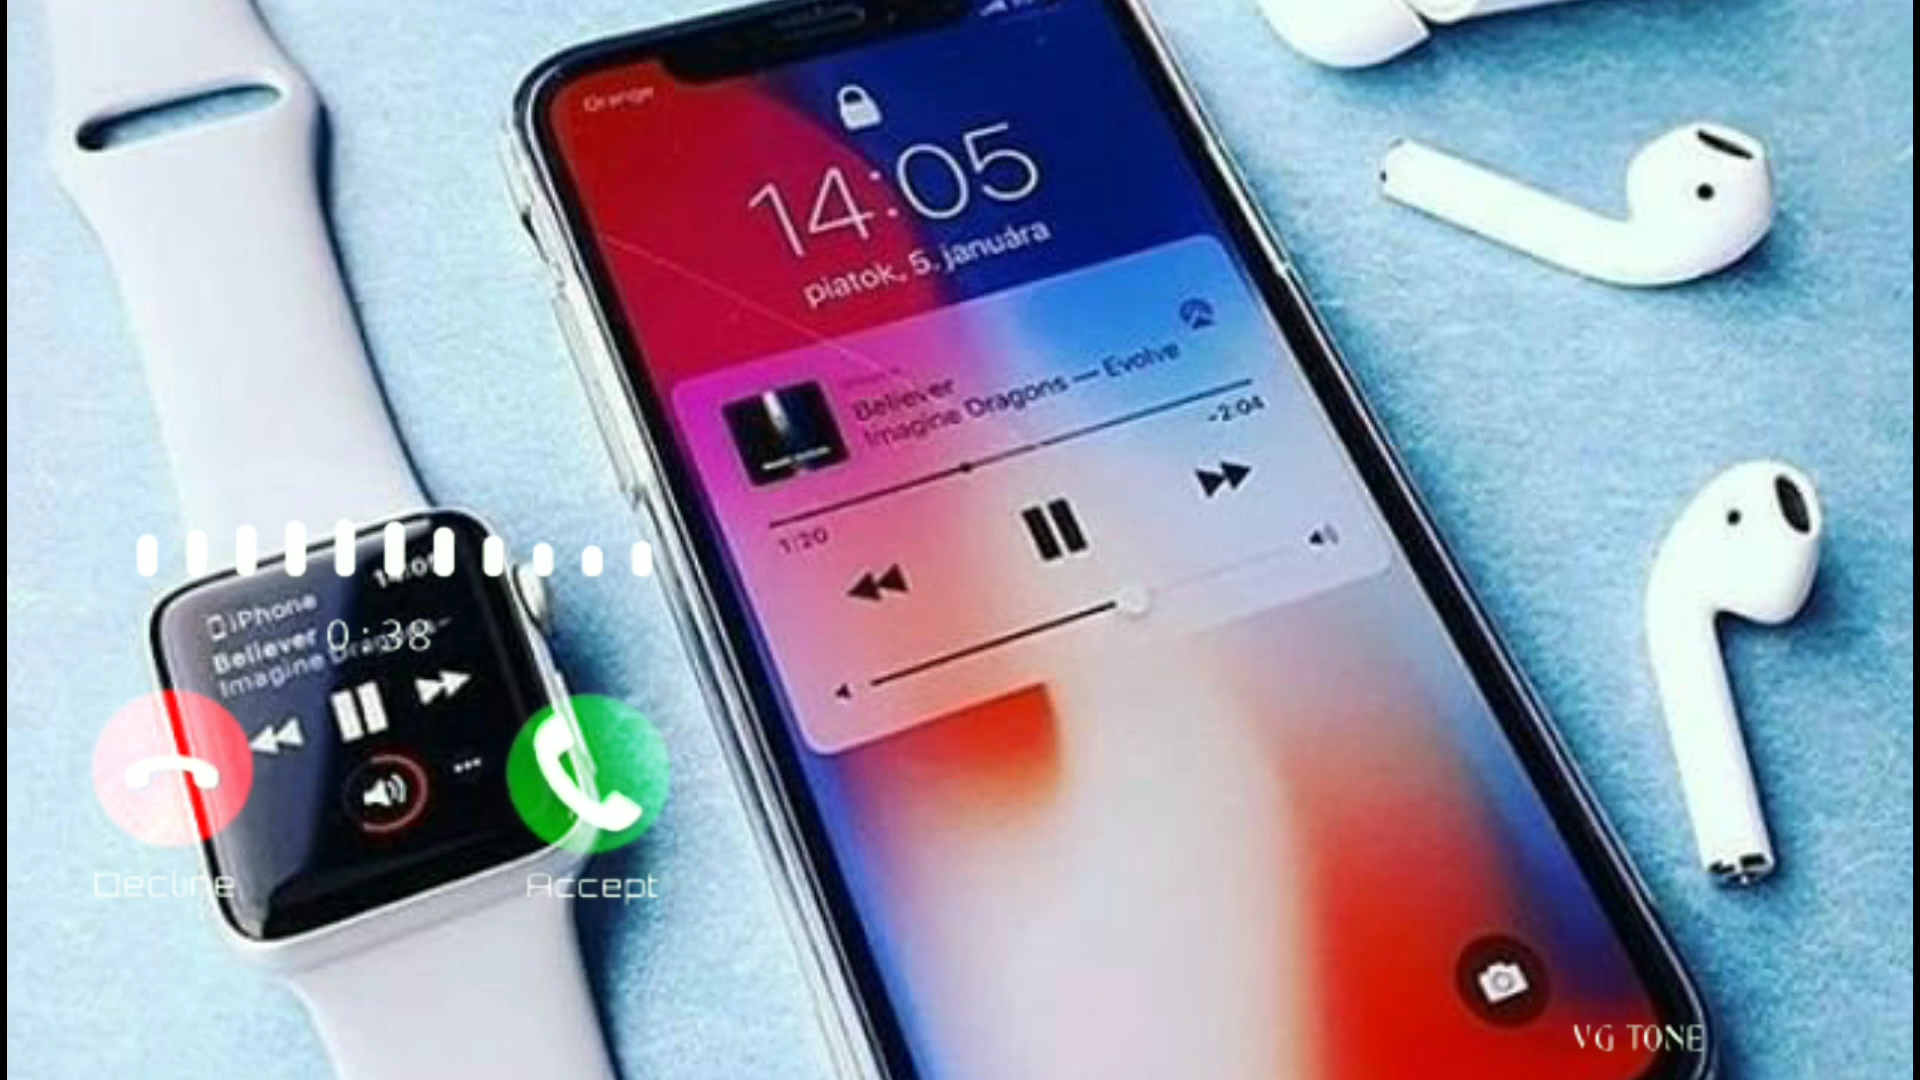 Orange
14:05
piatok, 5. januára
Believer
Imagine Dragons — Evolve
1:20
-2:04
iPhone
Believer
Imagine
0:38
Decline
Accept
VG TONE